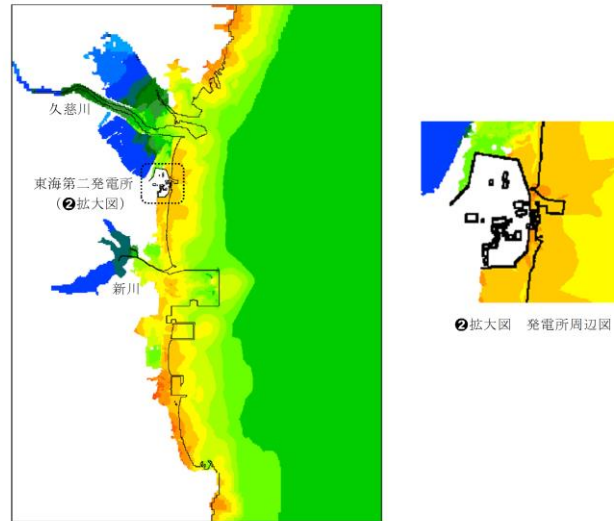 久慈川
東海第二発電所
(❷拡大図)
新川
❷拡大図 発電所周辺図